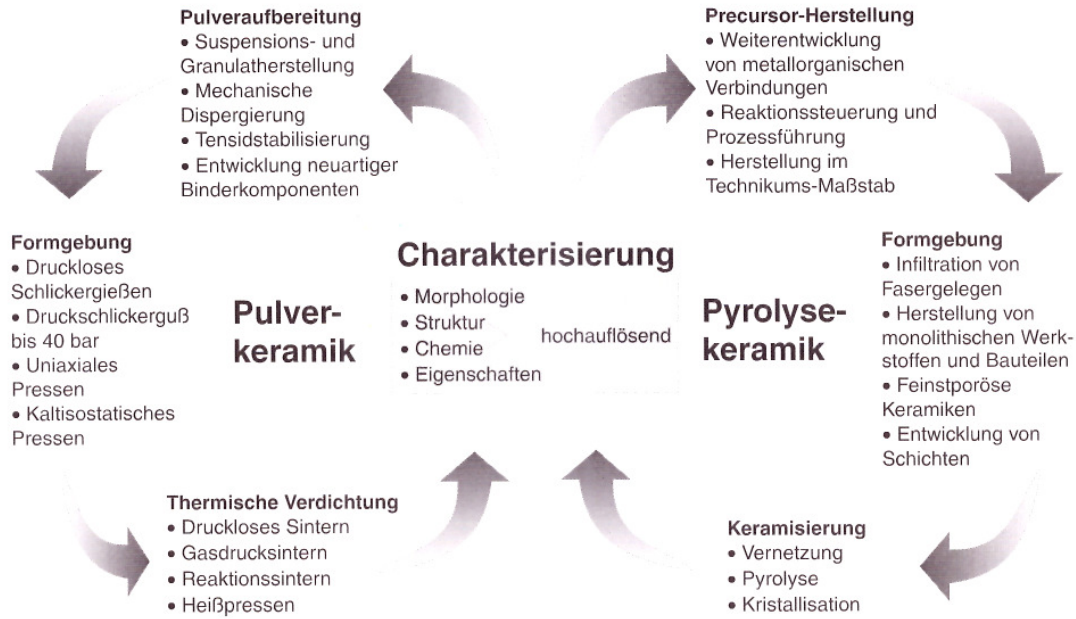 Pulveraufbereitung
• Suspensions- und
Granulatherstellung
• Mechanische
Dispergierung
• Tensidstabilisierung
• Entwicklung neuartiger
Binderkomponenten
Precursor-Herstellung
• Weiterentwicklung
von metallorganischen
Verbindungen
• Reaktionssteuerung und
Prozessführung
• Herstellung im
Technikums-Maßstab
Formgebung
• Druckloses
Schlickergießen
• Druckschlickerguß
bis 40 bar
• Uniaxiales
Pressen
• Kaltisostatisches
Pressen
Pulver-
keramik
Charakterisierung
• Morphologie
• Struktur
• Chemie
• Eigenschaften
hochauflösend
Pyrolyse-
keramik
Formgebung
• Infiltration von
Fasergelegen
• Herstellung von
monolithischen Werk-
stoffen und Bauteilen
• Feinstporöse
Keramiken
• Entwicklung von
Schichten
Thermische Verdichtung
• Druckloses Sintern
• Gasdrucksintern
• Reaktionssintern
• Heißpressen
Keramisierung
• Vernetzung
• Pyrolyse
• Kristallisation